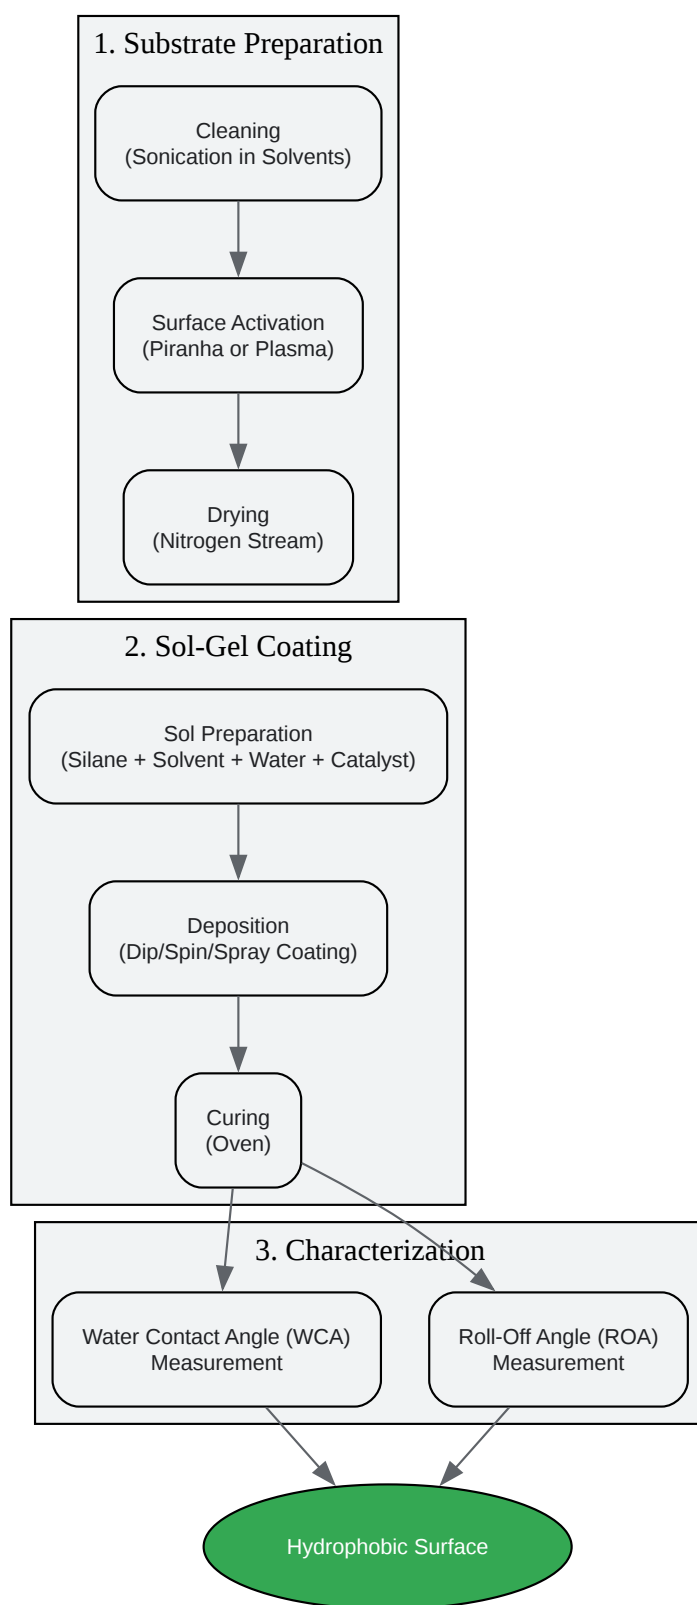 1. Substrate Preparation
Cleaning
(Sonication in Solvents)
Surface Activation
(Piranha or Plasma)
Drying
(Nitrogen Stream)
2. Sol-Gel Coating
Sol Preparation
(Silane + Solvent + Water + Catalyst)
Deposition
(Dip/Spin/Spray Coating)
Curing
(Oven)
3. Characterization
Water Contact Angle (WCA)
Measurement
Roll-Off Angle (ROA)
Measurement
Hydrophobic Surface